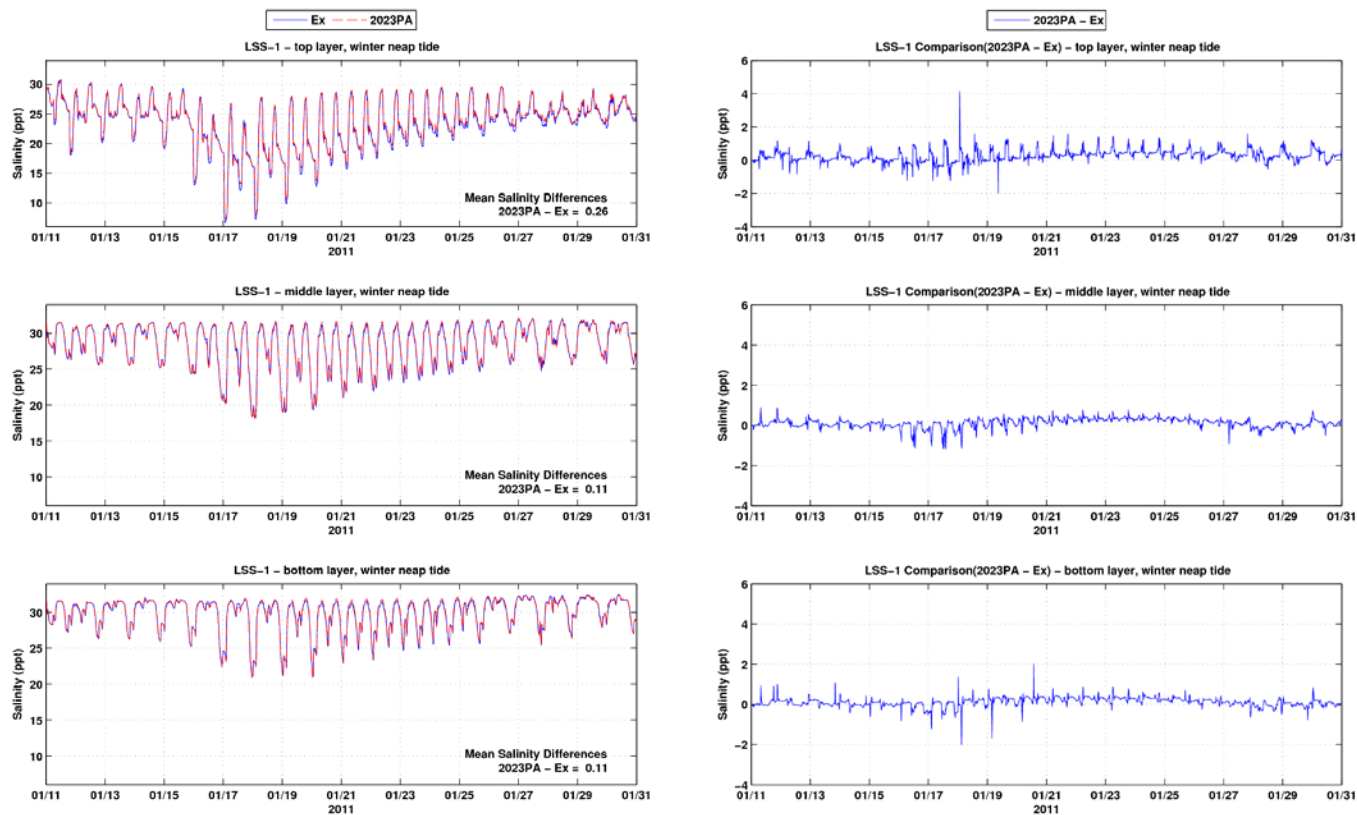 Ex 2023PA
LSS-1 - top layer, winter neap tide
Salinity (ppt)
30
25
20
15
10
Mean Salinity Differences
2023PA - Ex = 0.26
01/11 01/13 01/15 01/17 01/19 01/21 01/23 01/25 01/27 01/29 01/31
2011
2023PA - Ex
LSS-1 Comparison(2023PA - Ex) - top layer, winter neap tide
Salinity (ppt)
6
4
2
0
-2
-4
01/11 01/13 01/15 01/17 01/19 01/21 01/23 01/25 01/27 01/29 01/31
2011
LSS-1 - middle layer, winter neap tide
Salinity (ppt)
30
25
20
15
10
Mean Salinity Differences
2023PA - Ex = 0.11
01/11 01/13 01/15 01/17 01/19 01/21 01/23 01/25 01/27 01/29 01/31
2011
LSS-1 Comparison(2023PA - Ex) - middle layer, winter neap tide
Salinity (ppt)
6
4
2
0
-2
-4
01/11 01/13 01/15 01/17 01/19 01/21 01/23 01/25 01/27 01/29 01/31
2011
LSS-1 - bottom layer, winter neap tide
Salinity (ppt)
30
25
20
15
10
Mean Salinity Differences
2023PA - Ex = 0.11
01/11 01/13 01/15 01/17 01/19 01/21 01/23 01/25 01/27 01/29 01/31
2011
LSS-1 Comparison(2023PA - Ex) - bottom layer, winter neap tide
Salinity (ppt)
6
4
2
0
-2
-4
01/11 01/13 01/15 01/17 01/19 01/21 01/23 01/25 01/27 01/29 01/31
2011